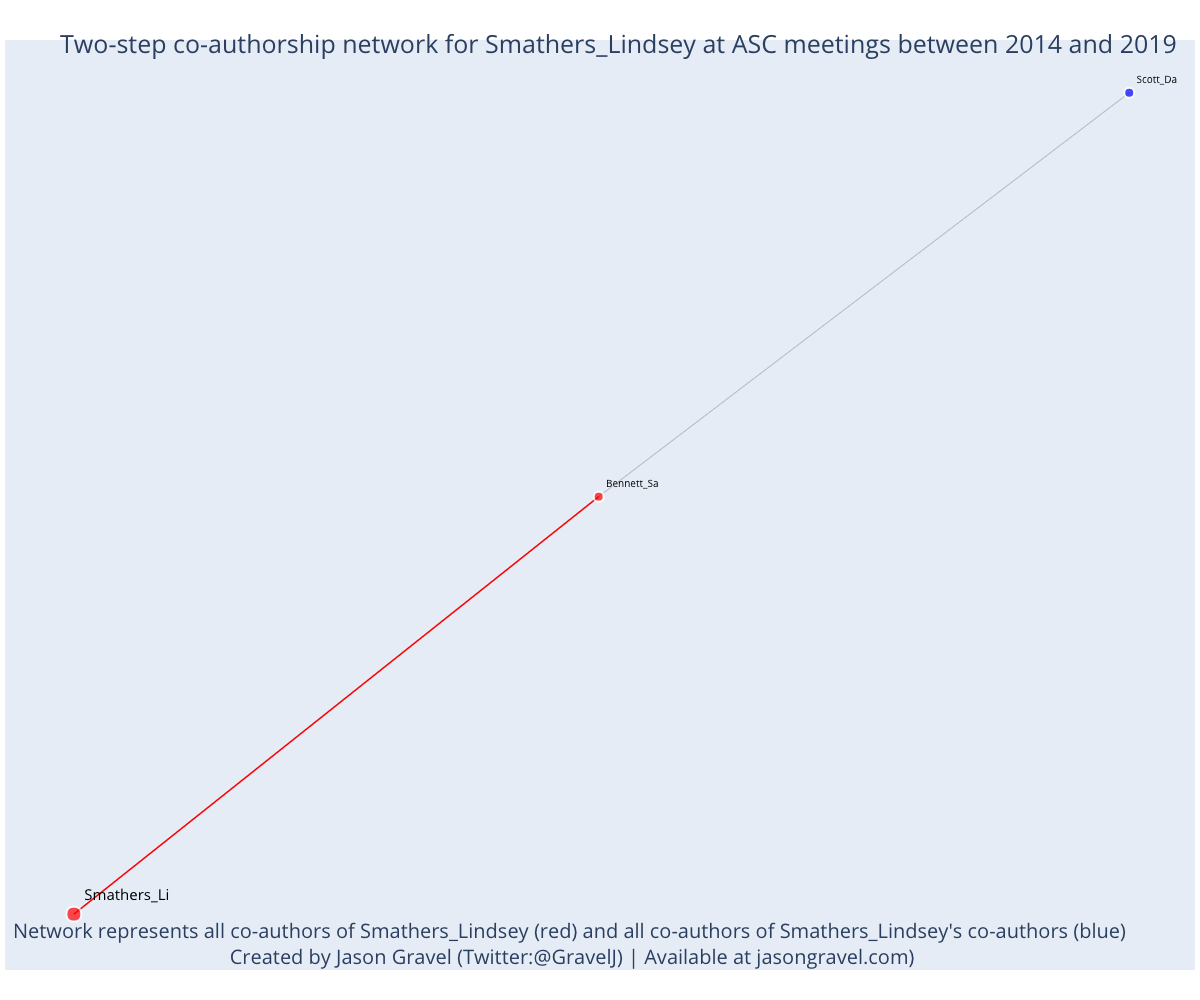 Two-step co-authorship network for Smathers_Lindsey at ASC meetings between 2014 and 2019
Scott_Da
Bennett_Sa
Smathers_Li
Network represents all co-authors of Smathers_Lindsey (red) and all co-authors of Smathers_Lindsey's co-authors (blue)
Created by Jason Gravel (Twitter:@GravelJ) | Available at jasongravel.com)